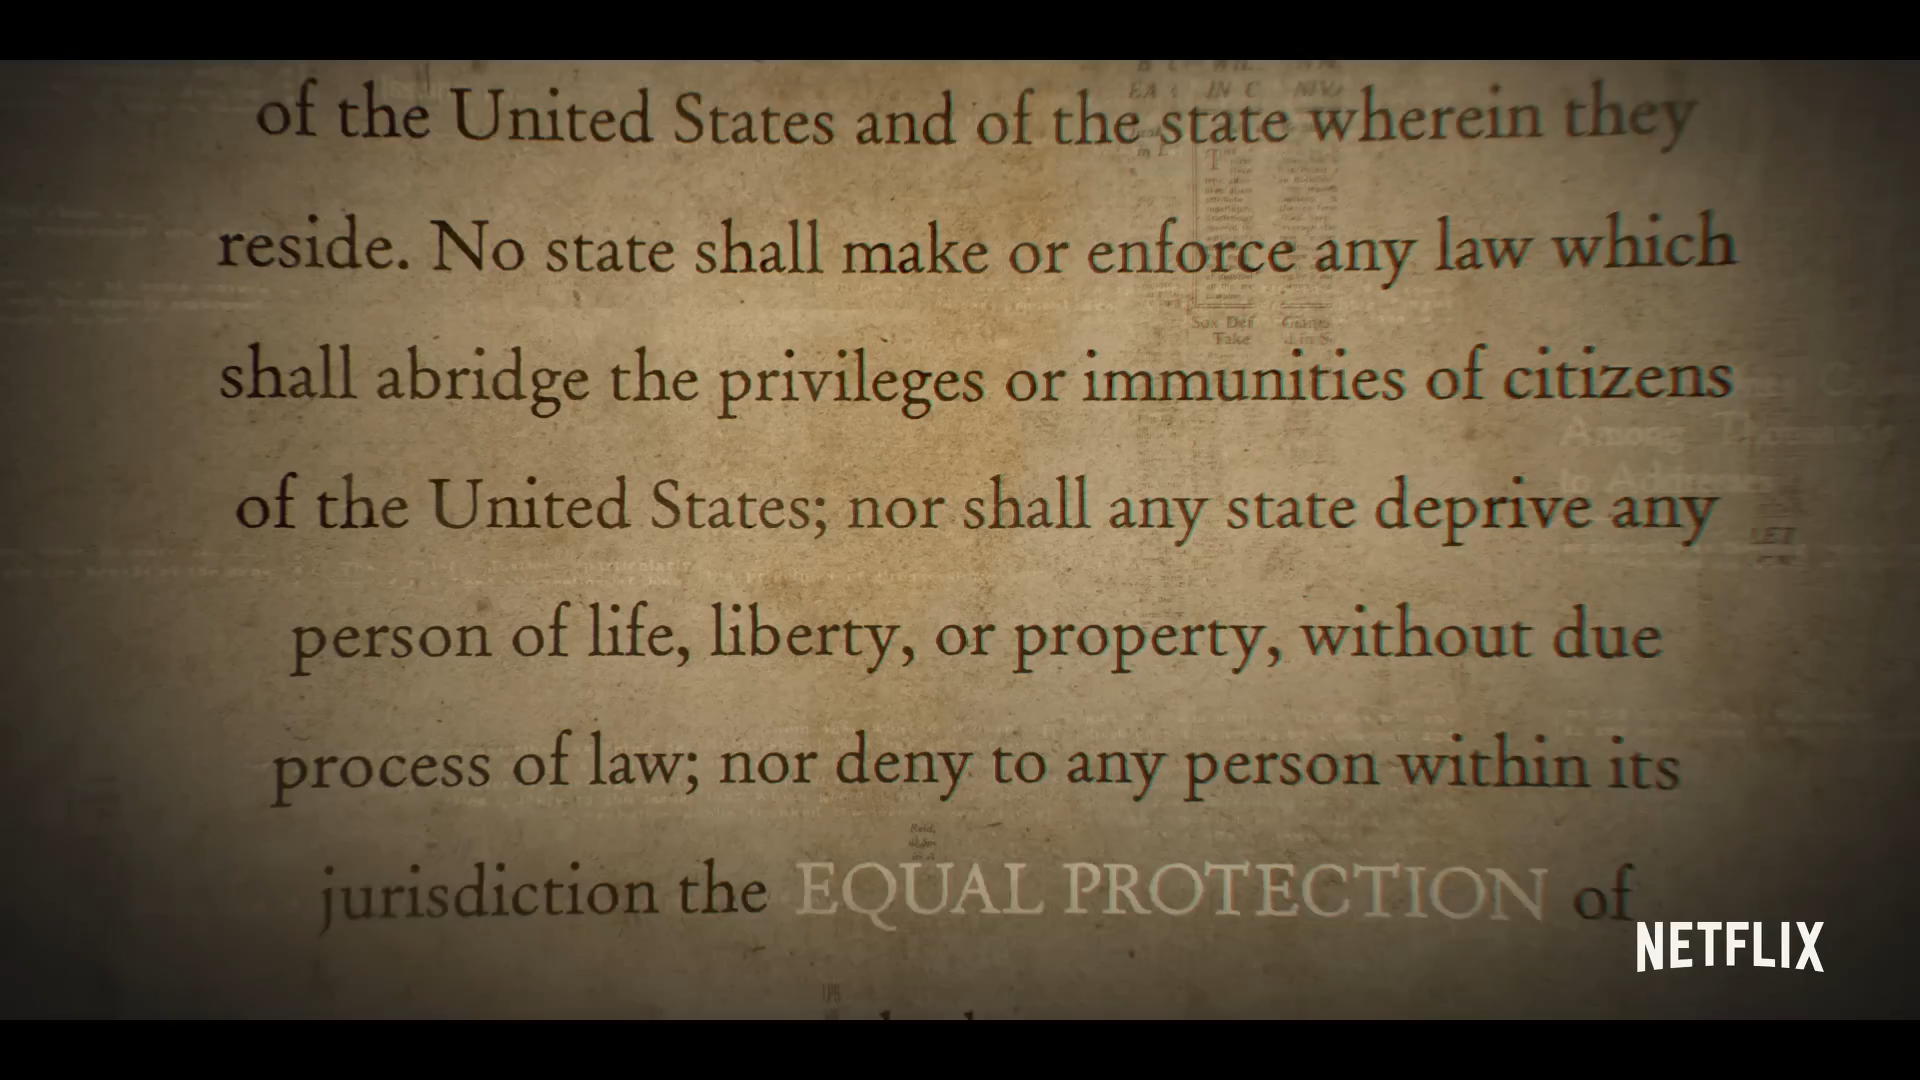 of the United States and of the state wherein they
reside. No state shall make or enforce any law which
shall abridge the privileges or immunities of citizens
of the United States; nor shall any state deprive any
person of life, liberty, or property, without due
process of law; nor deny to any person within its
jurisdiction the EQUAL PROTECTION of
NETFLIX